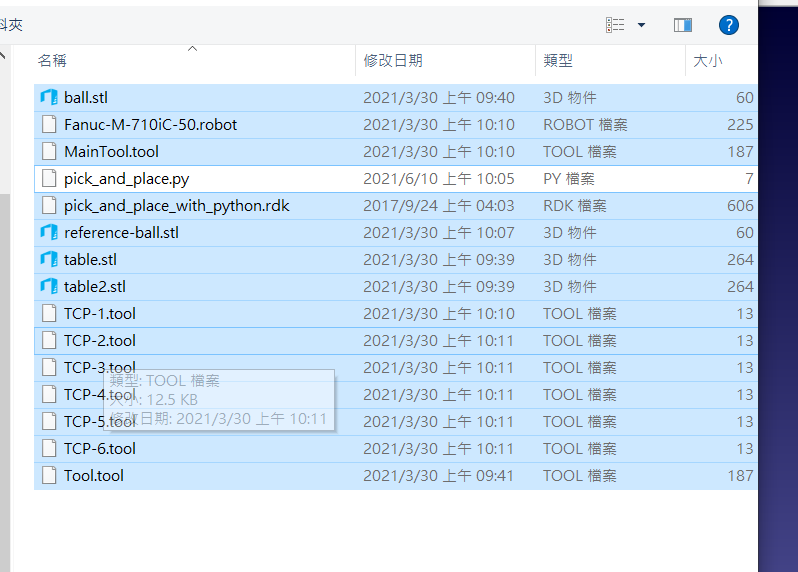 料夾
?
名稱 修改日期 類型 大小
ball.stl 2021/3/30 上午 09:40 3D 物件 60
Fanuc-M-710iC-50.robot 2021/3/30 上午 10:10 ROBOT 檔案 225
MainTool.tool 2021/3/30 上午 10:10 TOOL 檔案 187
pick_and_place.py 2021/6/10 上午 10:05 PY 檔案 7
pick_and_place_with_python.rdk 2017/9/24 上午 04:03 RDK 檔案 606
reference-ball.stl 2021/3/30 上午 10:07 3D 物件 60
table.stl 2021/3/30 上午 09:39 3D 物件 264
table2.stl 2021/3/30 上午 09:39 3D 物件 264
TCP-1.tool 2021/3/30 上午 10:10 TOOL 檔案 13
TCP-2.tool 2021/3/30 上午 10:11 TOOL 檔案 13
TCP-3.tool 2021/3/30 上午 10:11 TOOL 檔案 13
類型: TOOL 檔案
TCP-4.tool 2021/3/30 上午 10:11 TOOL 檔案 13
大小: 12.5 KB
TCP-5.tool 2021/3/30 上午 10:11 TOOL 檔案 13
修改日期: 2021/3/30 上午 10:11
TCP-6.tool 2021/3/30 上午 10:11 TOOL 檔案 13
Tool.tool 2021/3/30 上午 09:41 TOOL 檔案 187